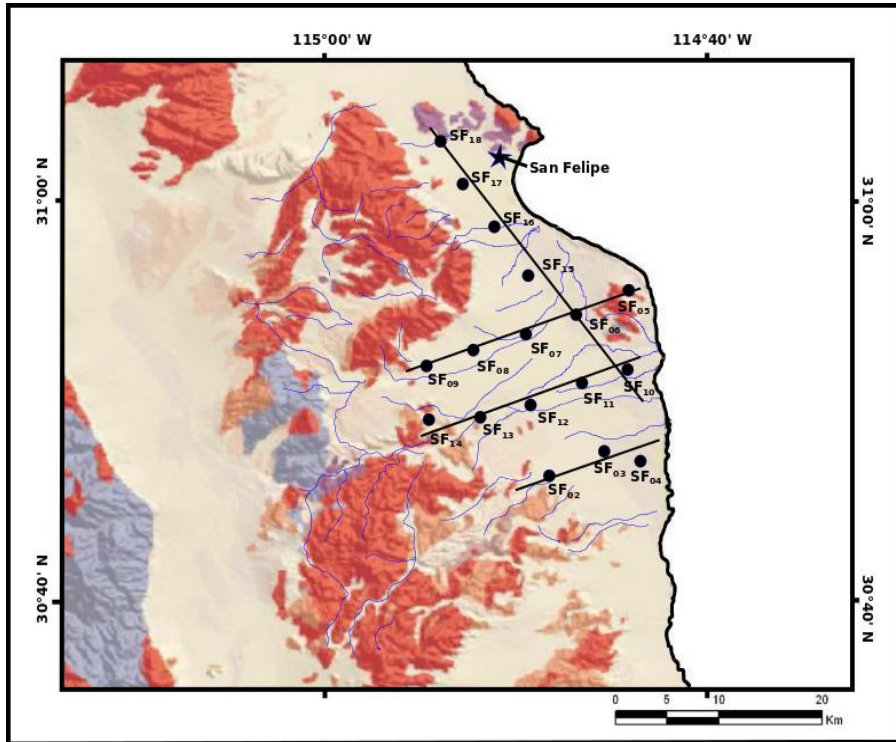 115°00' W
114°40' W
SF18
San Felipe
SF17
31°00' N
31°00' N
SF16
SF15
SF05
SF06
SF07
SF08
SF09
SF10
SF11
SF12
SF13
SF14
SF03
SF04
SF02
30°40' N
30°40' N
0 5 10 20
Km